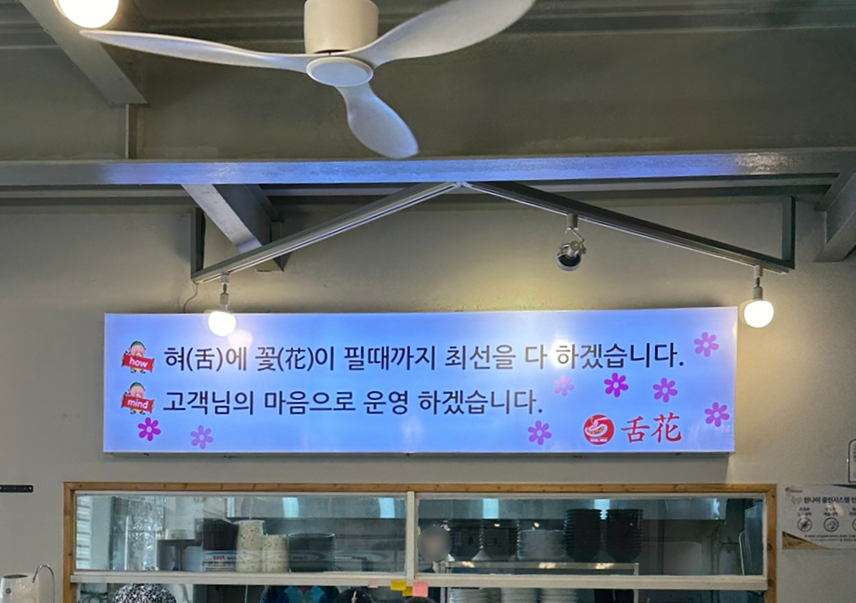 how 혀(舌)에 꽃(花)이 필때까지 최선을 다 하겠습니다.
mind 고객님의 마음으로 운영 하겠습니다.
舌花